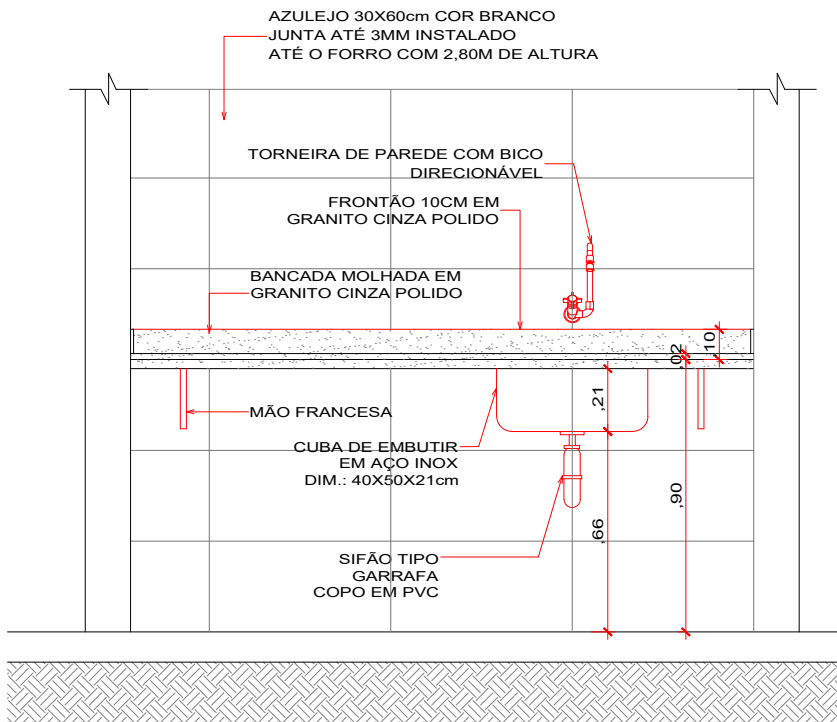 AZULEJO 30X60cm COR BRANCO
JUNTA ATÉ 3MM INSTALADO
ATÉ O FORRO COM 2,80M DE ALTURA
TORNEIRA DE PAREDE COM BICO
DIRECIONÁVEL
FRONTÃO 10CM EM
GRANITO CINZA POLIDO
BANCADA MOLHADA EM
GRANITO CINZA POLIDO
10
,02
,21
MÃO FRANCESA
CUBA DE EMBUTIR
EM AÇO INOX
DIM.: 40X50X21cm
,90
,66
SIFÃO TIPO
GARRAFA
COPO EM PVC